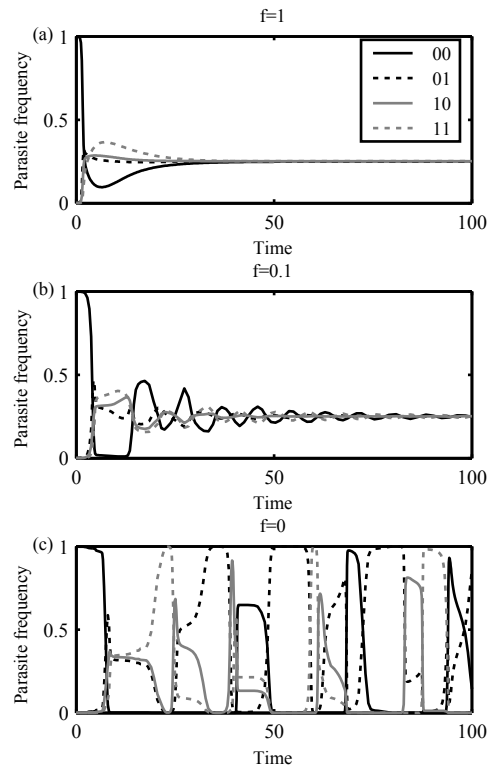 f=1
(a)
1
0.5
0
Parasite frequency
00
01
10
11
0
50
100
Time
f=0.1
(b)
1
0.5
0
Parasite frequency
0
50
100
Time
f=0
(c)
1
0.5
0
Parasite frequency
0
50
100
Time